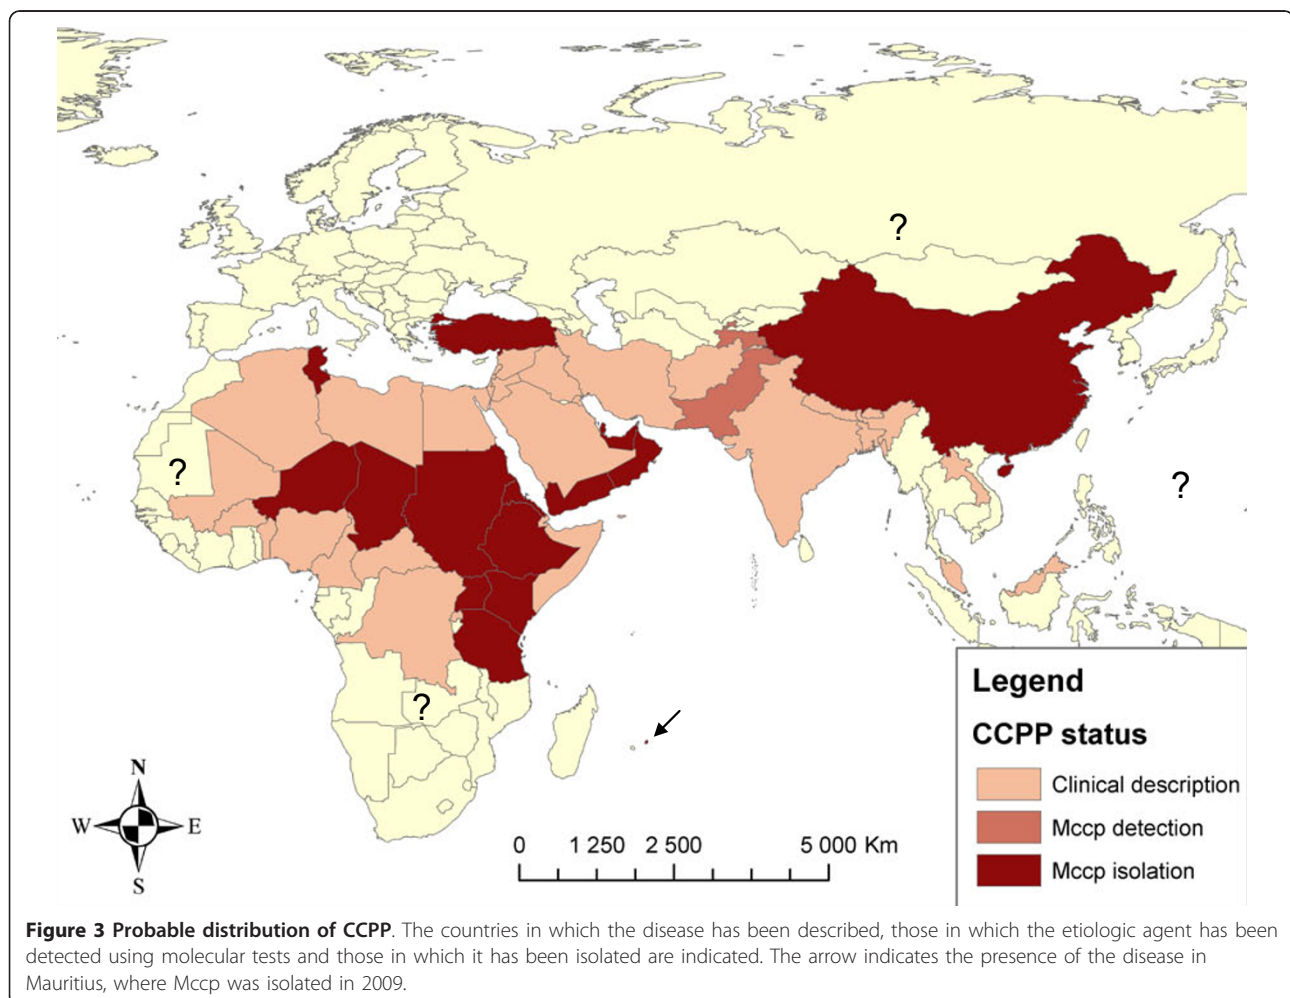 ?
?
?
?
N
W E
S
0 1 250 2 500 5 000 Km
Legend
CCPP status
Clinical description
Mccp detection
Mccp isolation
Figure 3 Probable distribution of CCPP. The countries in which the disease has been described, those in which the etiologic agent has been
detected using molecular tests and those in which it has been isolated are indicated. The arrow indicates the presence of the disease in
Mauritius, where Mccp was isolated in 2009.